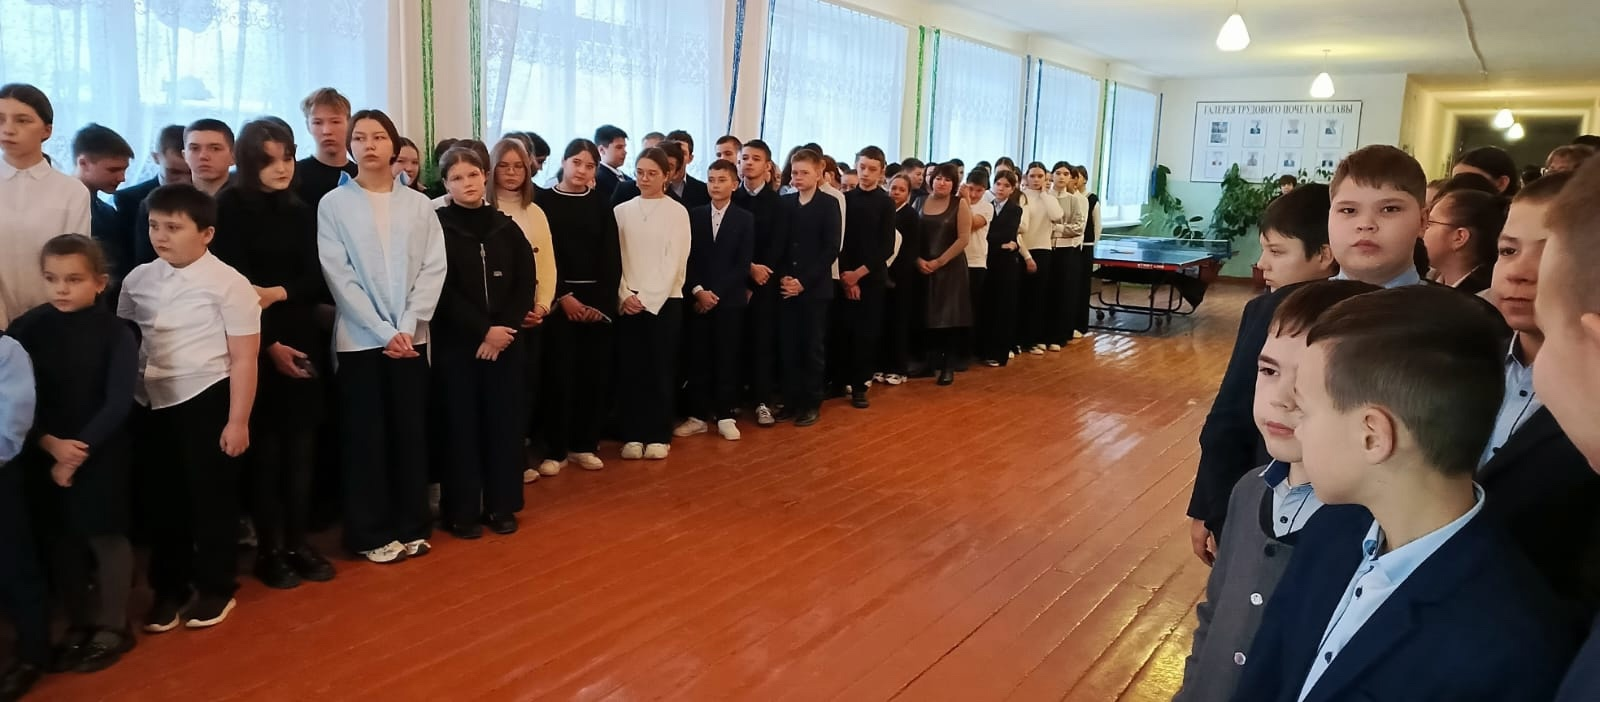 ГАЛЕРЕЯ ТРУДОВОГО ПОЧЕТА И СЛАВЫ